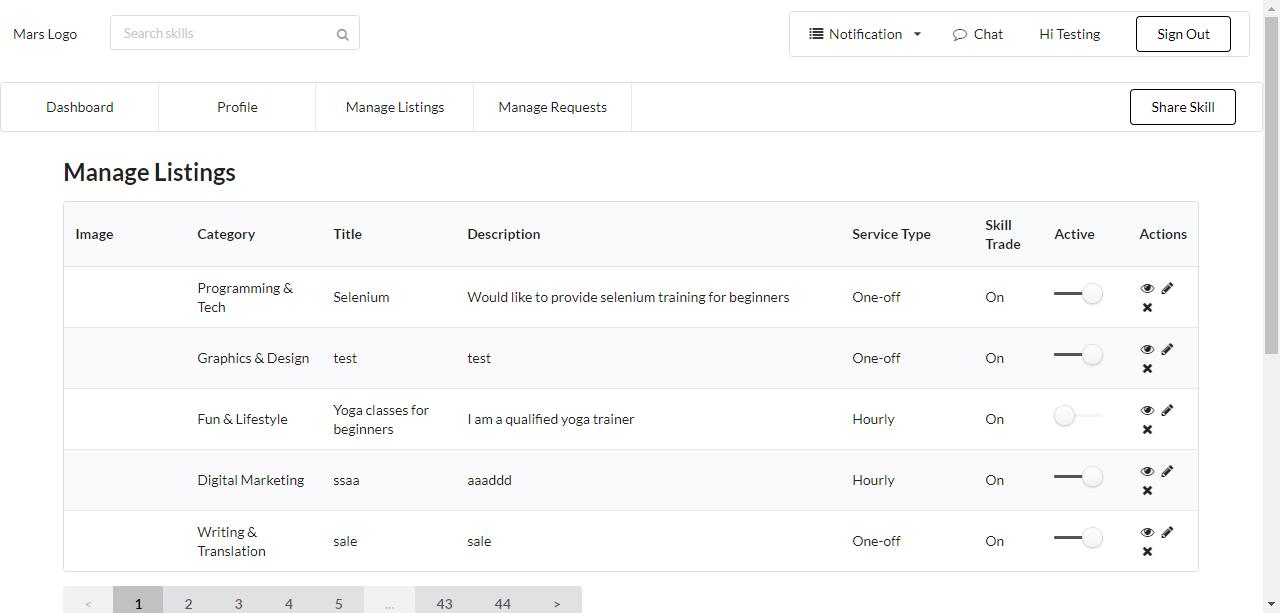 Mars Logo
Search skills
Notification
Chat
Hi Testing
Sign Out
Dashboard
Profile
Manage Listings
Manage Requests
Share Skill
Manage Listings
Image
Category
Title
Description
Service Type
Skill
Trade
Active
Actions
Programming &
Tech
Selenium
Would like to provide selenium training for beginners
One-off
On
Graphics & Design
test
test
One-off
On
Fun & Lifestyle
Yoga classes for
beginners
I am a qualified yoga trainer
Hourly
On
Digital Marketing
ssaa
aaaddd
Hourly
On
Writing &
Translation
sale
sale
One-off
On
< 1 2 3 4 5 ... 43 44 >